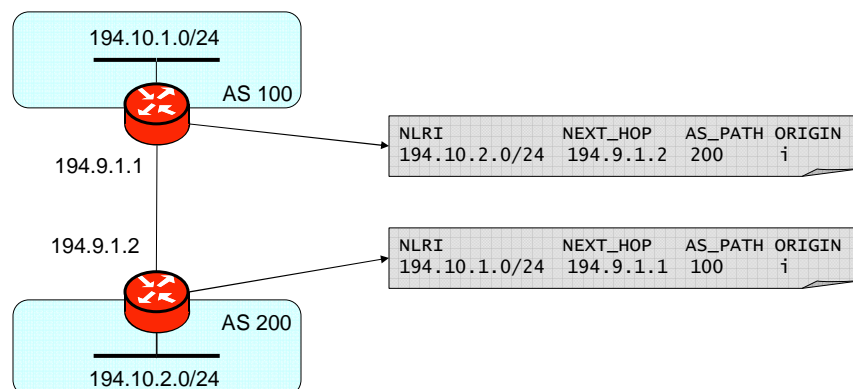 194.10.1.0/24
AS 100
NLRI NEXT_HOP AS_PATH ORIGIN
194.10.2.0/24 194.9.1.2 200 i
194.9.1.1
194.9.1.2
NLRI NEXT_HOP AS_PATH ORIGIN
194.10.1.0/24 194.9.1.1 100 i
AS 200
194.10.2.0/24